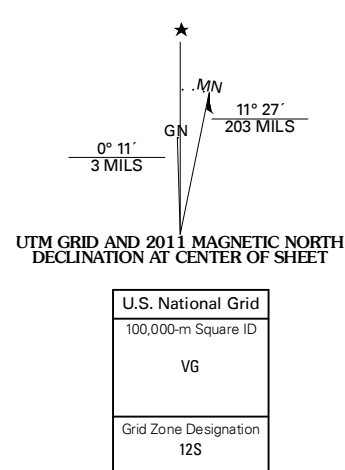 ★
MN
GN
11° 27´
203 MILS
0° 11´
3 MILS
UTM GRID AND 2011 MAGNETIC NORTH
DECLINATION AT CENTER OF SHEET
U.S. National Grid
100,000-m Square ID
VG
Grid Zone Designation
12S